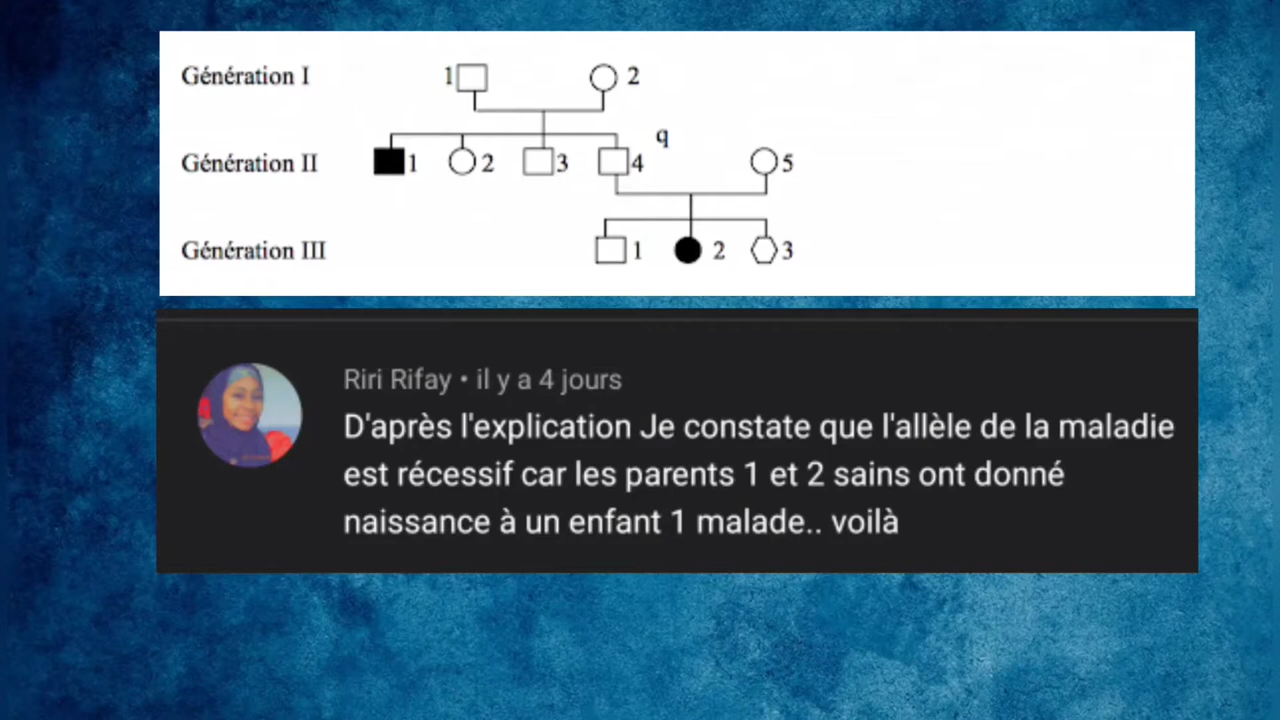 Génération I 1 2
q
Génération II 1 2 3 4 5
Génération III 1 2 3
Riri Rifay • il y a 4 jours
D'après l'explication Je constate que l'allèle de la maladie
est récessif car les parents 1 et 2 sains ont donné
naissance à un enfant 1 malade.. voilà